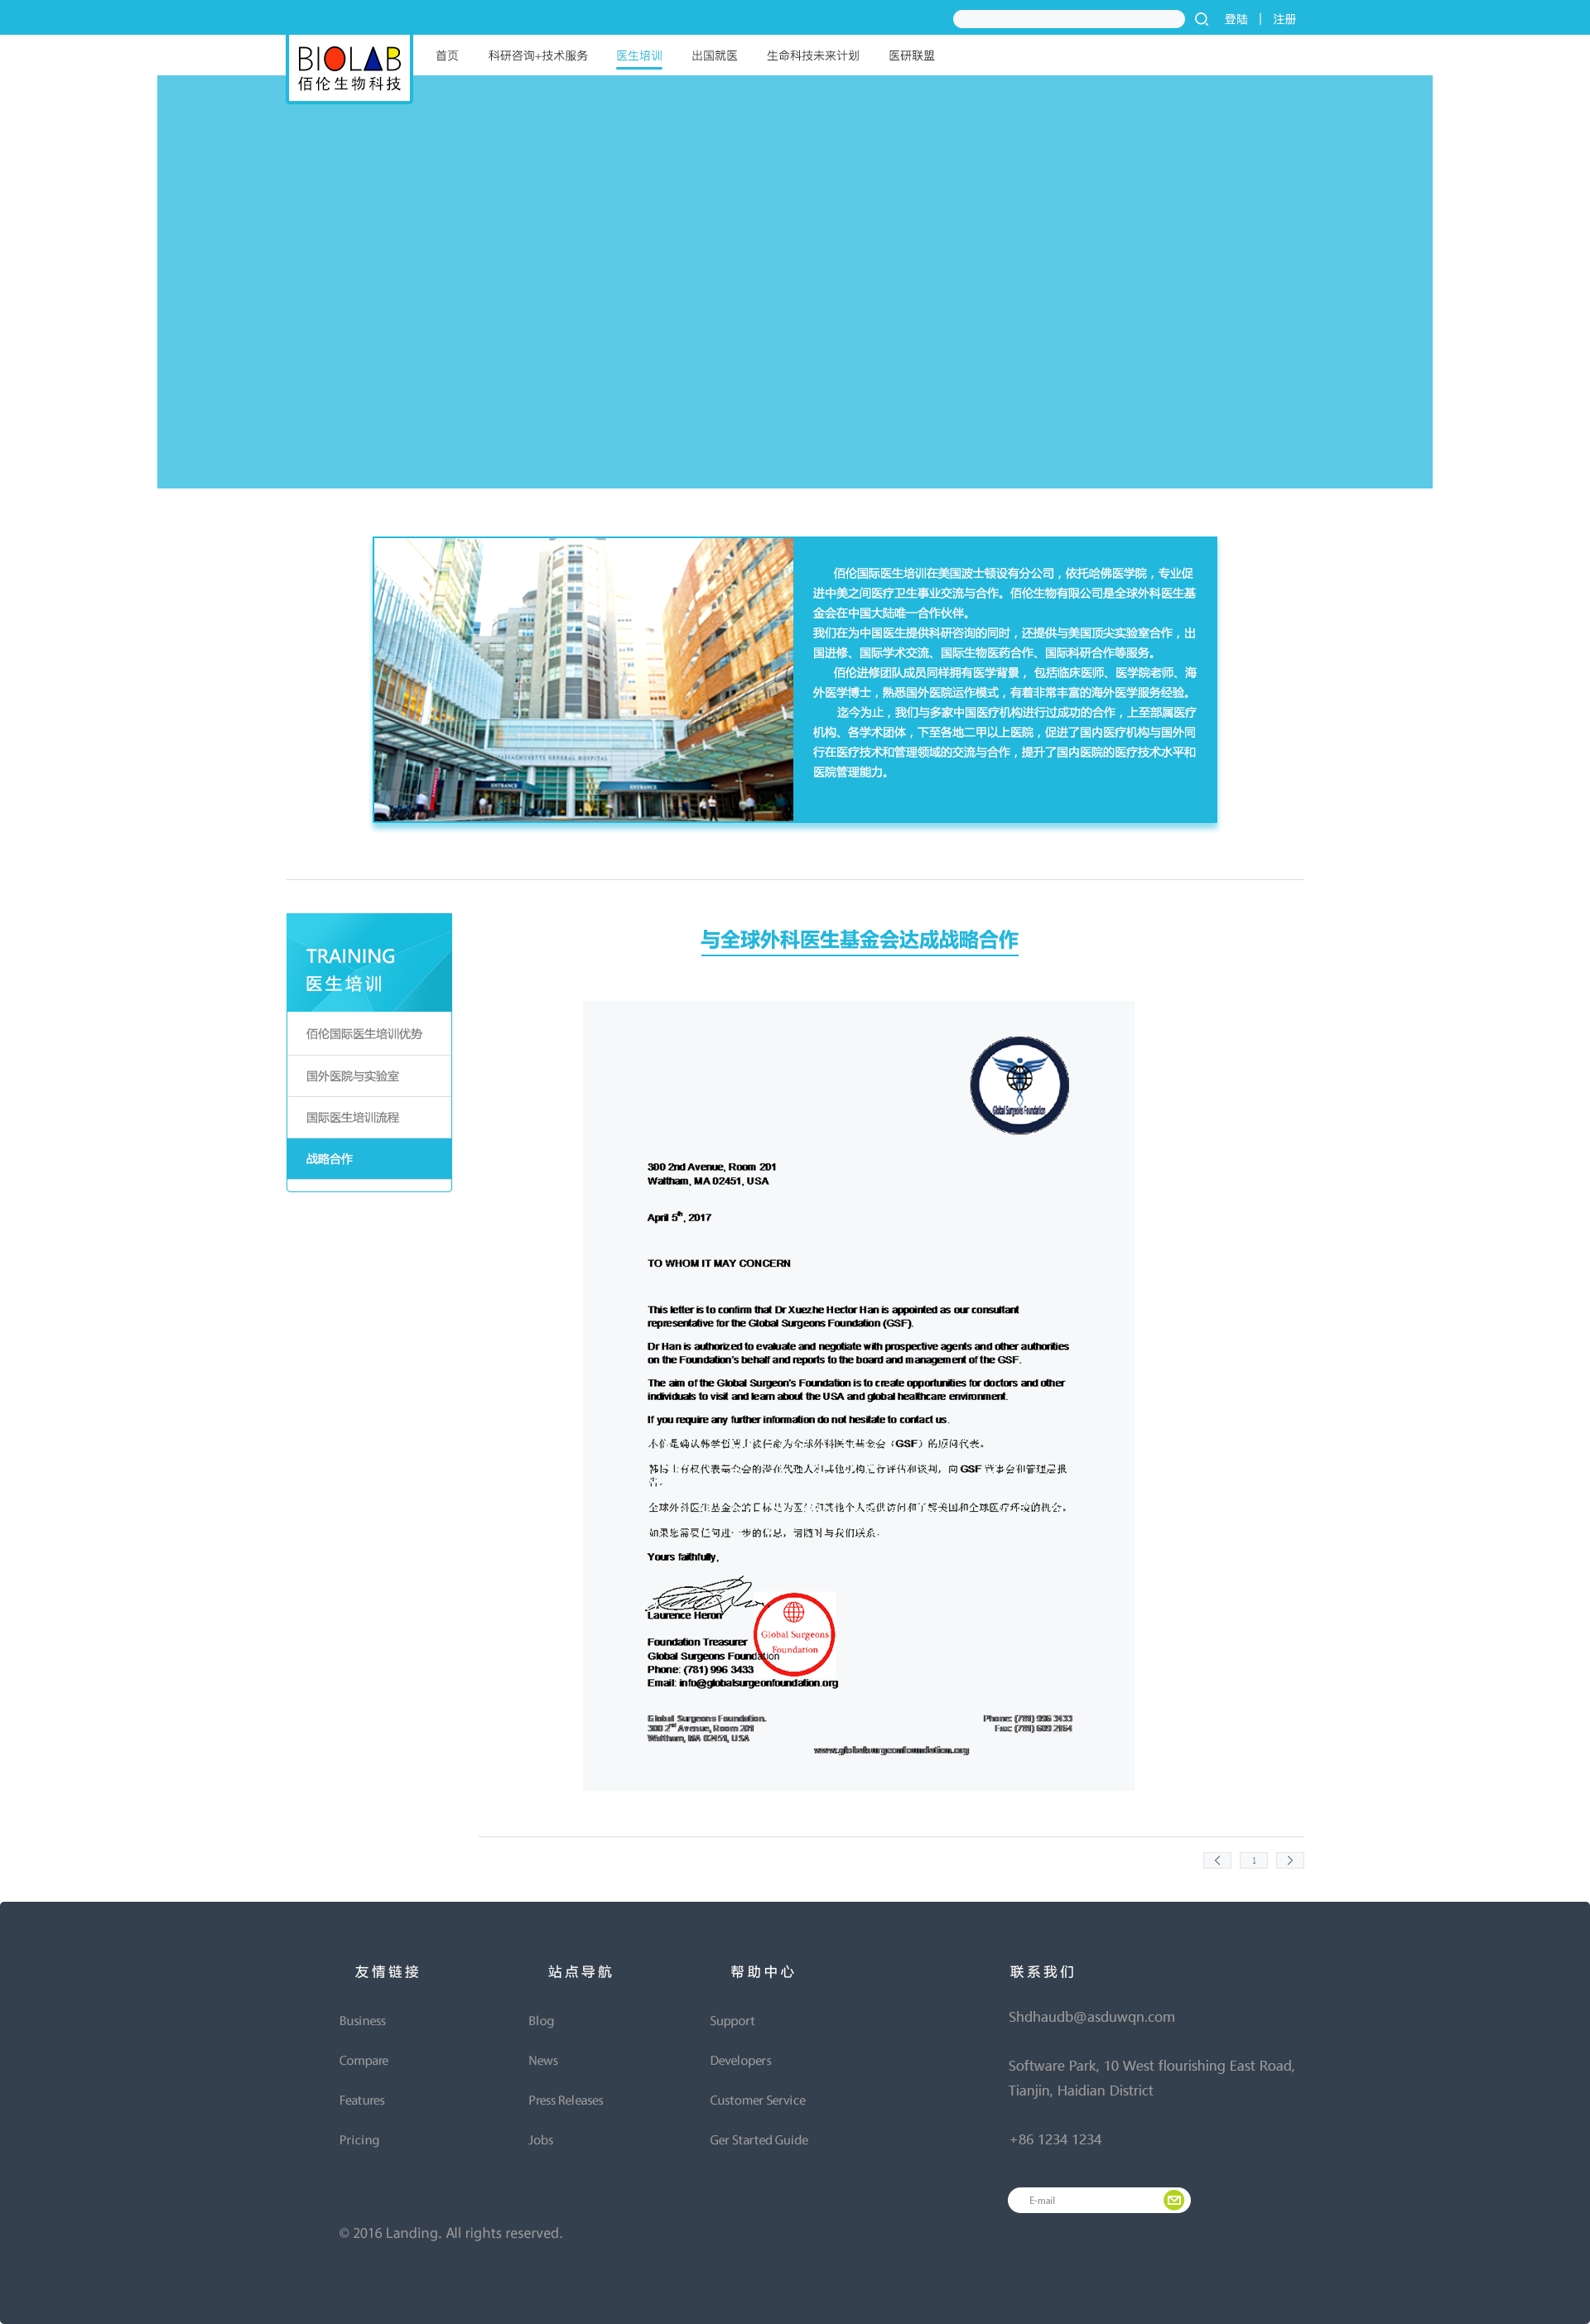 登陆 | 注册
BIOLAB
佰伦生物科技
首页 科研咨询+技术服务 医生培训 出国就医 生命科技未来计划 医研联盟
MASSACHUSETTS GENERAL HOSPITAL
ENTRANCE ENTRANCE
佰伦国际医生培训在美国波士顿设有分公司，依托哈佛医学院，专业促
进中美之间医疗卫生事业交流与合作。佰伦生物有限公司是全球外科医生基
金会在中国大陆唯一合作伙伴。
我们在为中国医生提供科研咨询的同时，还提供与美国顶尖实验室合作，出
国进修、国际学术交流、国际生物医药合作、国际科研合作等服务。
佰伦进修团队成员同样拥有医学背景， 包括临床医师、医学院老师、海
外医学博士，熟悉国外医院运作模式，有着非常丰富的海外医学服务经验。
迄今为止，我们与多家中国医疗机构进行过成功的合作，上至部属医疗
机构、各学术团体，下至各地二甲以上医院，促进了国内医疗机构与国外同
行在医疗技术和管理领域的交流与合作，提升了国内医院的医疗技术水平和
医院管理能力。
TRAINING
医生培训
佰伦国际医生培训优势
国外医院与实验室
国际医生培训流程
战略合作
与全球外科医生基金会达成战略合作
Global Surgeons Foundation
300 2nd Avenue, Room 201
Waltham, MA 02451, USA
April 5th, 2017
TO WHOM IT MAY CONCERN
This letter is to confirm that Dr Xuezhe Hector Han is appointed as our consultant
representative for the Global Surgeons Foundation (GSF).
Dr Han is authorized to evaluate and negotiate with prospective agents and other authorities
on the Foundation's behalf and reports to the board and management of the GSF.
The aim of the Global Surgeon's Foundation is to create opportunities for doctors and other
individuals to visit and learn about the USA and global healthcare environment.
If you require any further information do not hesitate to contact us.
本信是确认韩学哲博士被任命为全球外科医生基金会（GSF）的顾问代表。
韩博士有权代表基金会的潜在代理人和其他机构进行评估和谈判，向 GSF 董事会和管理层报
告。
全球外科医生基金会的目标是为医生和其他个人提供访问和了解美国和全球医疗环境的机会。
如果您需要任何进一步的信息，请随时与我们联系。
Yours faithfully,
Laurence Heron
Global Surgeons
Foundation
Foundation Treasurer
Global Surgeons Foundation
Phone: (781) 996 3433
Email: info@globalsurgeonfoundation.org
Global Surgeons Foundation. Phone: (781) 996 3433
300 2nd Avenue, Room 201 Fax: (781) 609 2164
Waltham, MA 02451, USA
www.globalsurgeonfoundation.org
1
友情链接 站点导航 帮助中心 联系我们
Business Blog Support Shdhaudb@asduwqn.com
Compare News Developers Software Park, 10 West flourishing East Road,
Tianjin, Haidian District
Features Press Releases Customer Service
Pricing Jobs Ger Started Guide +86 1234 1234
E-mail
© 2016 Landing. All rights reserved.